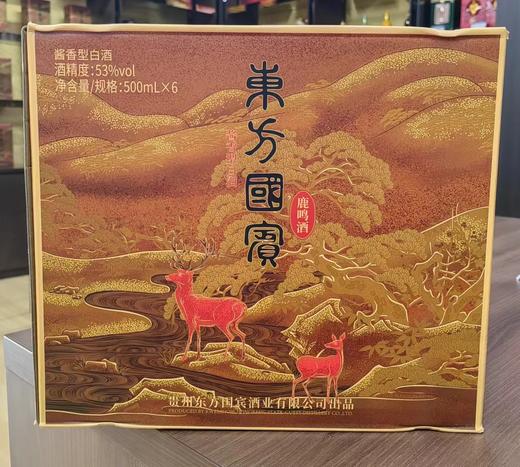 酱香型白酒
酒精度:53%vol
净含量/规格:500mL×6
東方國賓
鹿鸣酒
贵州东方国宾酒业有限公司出品